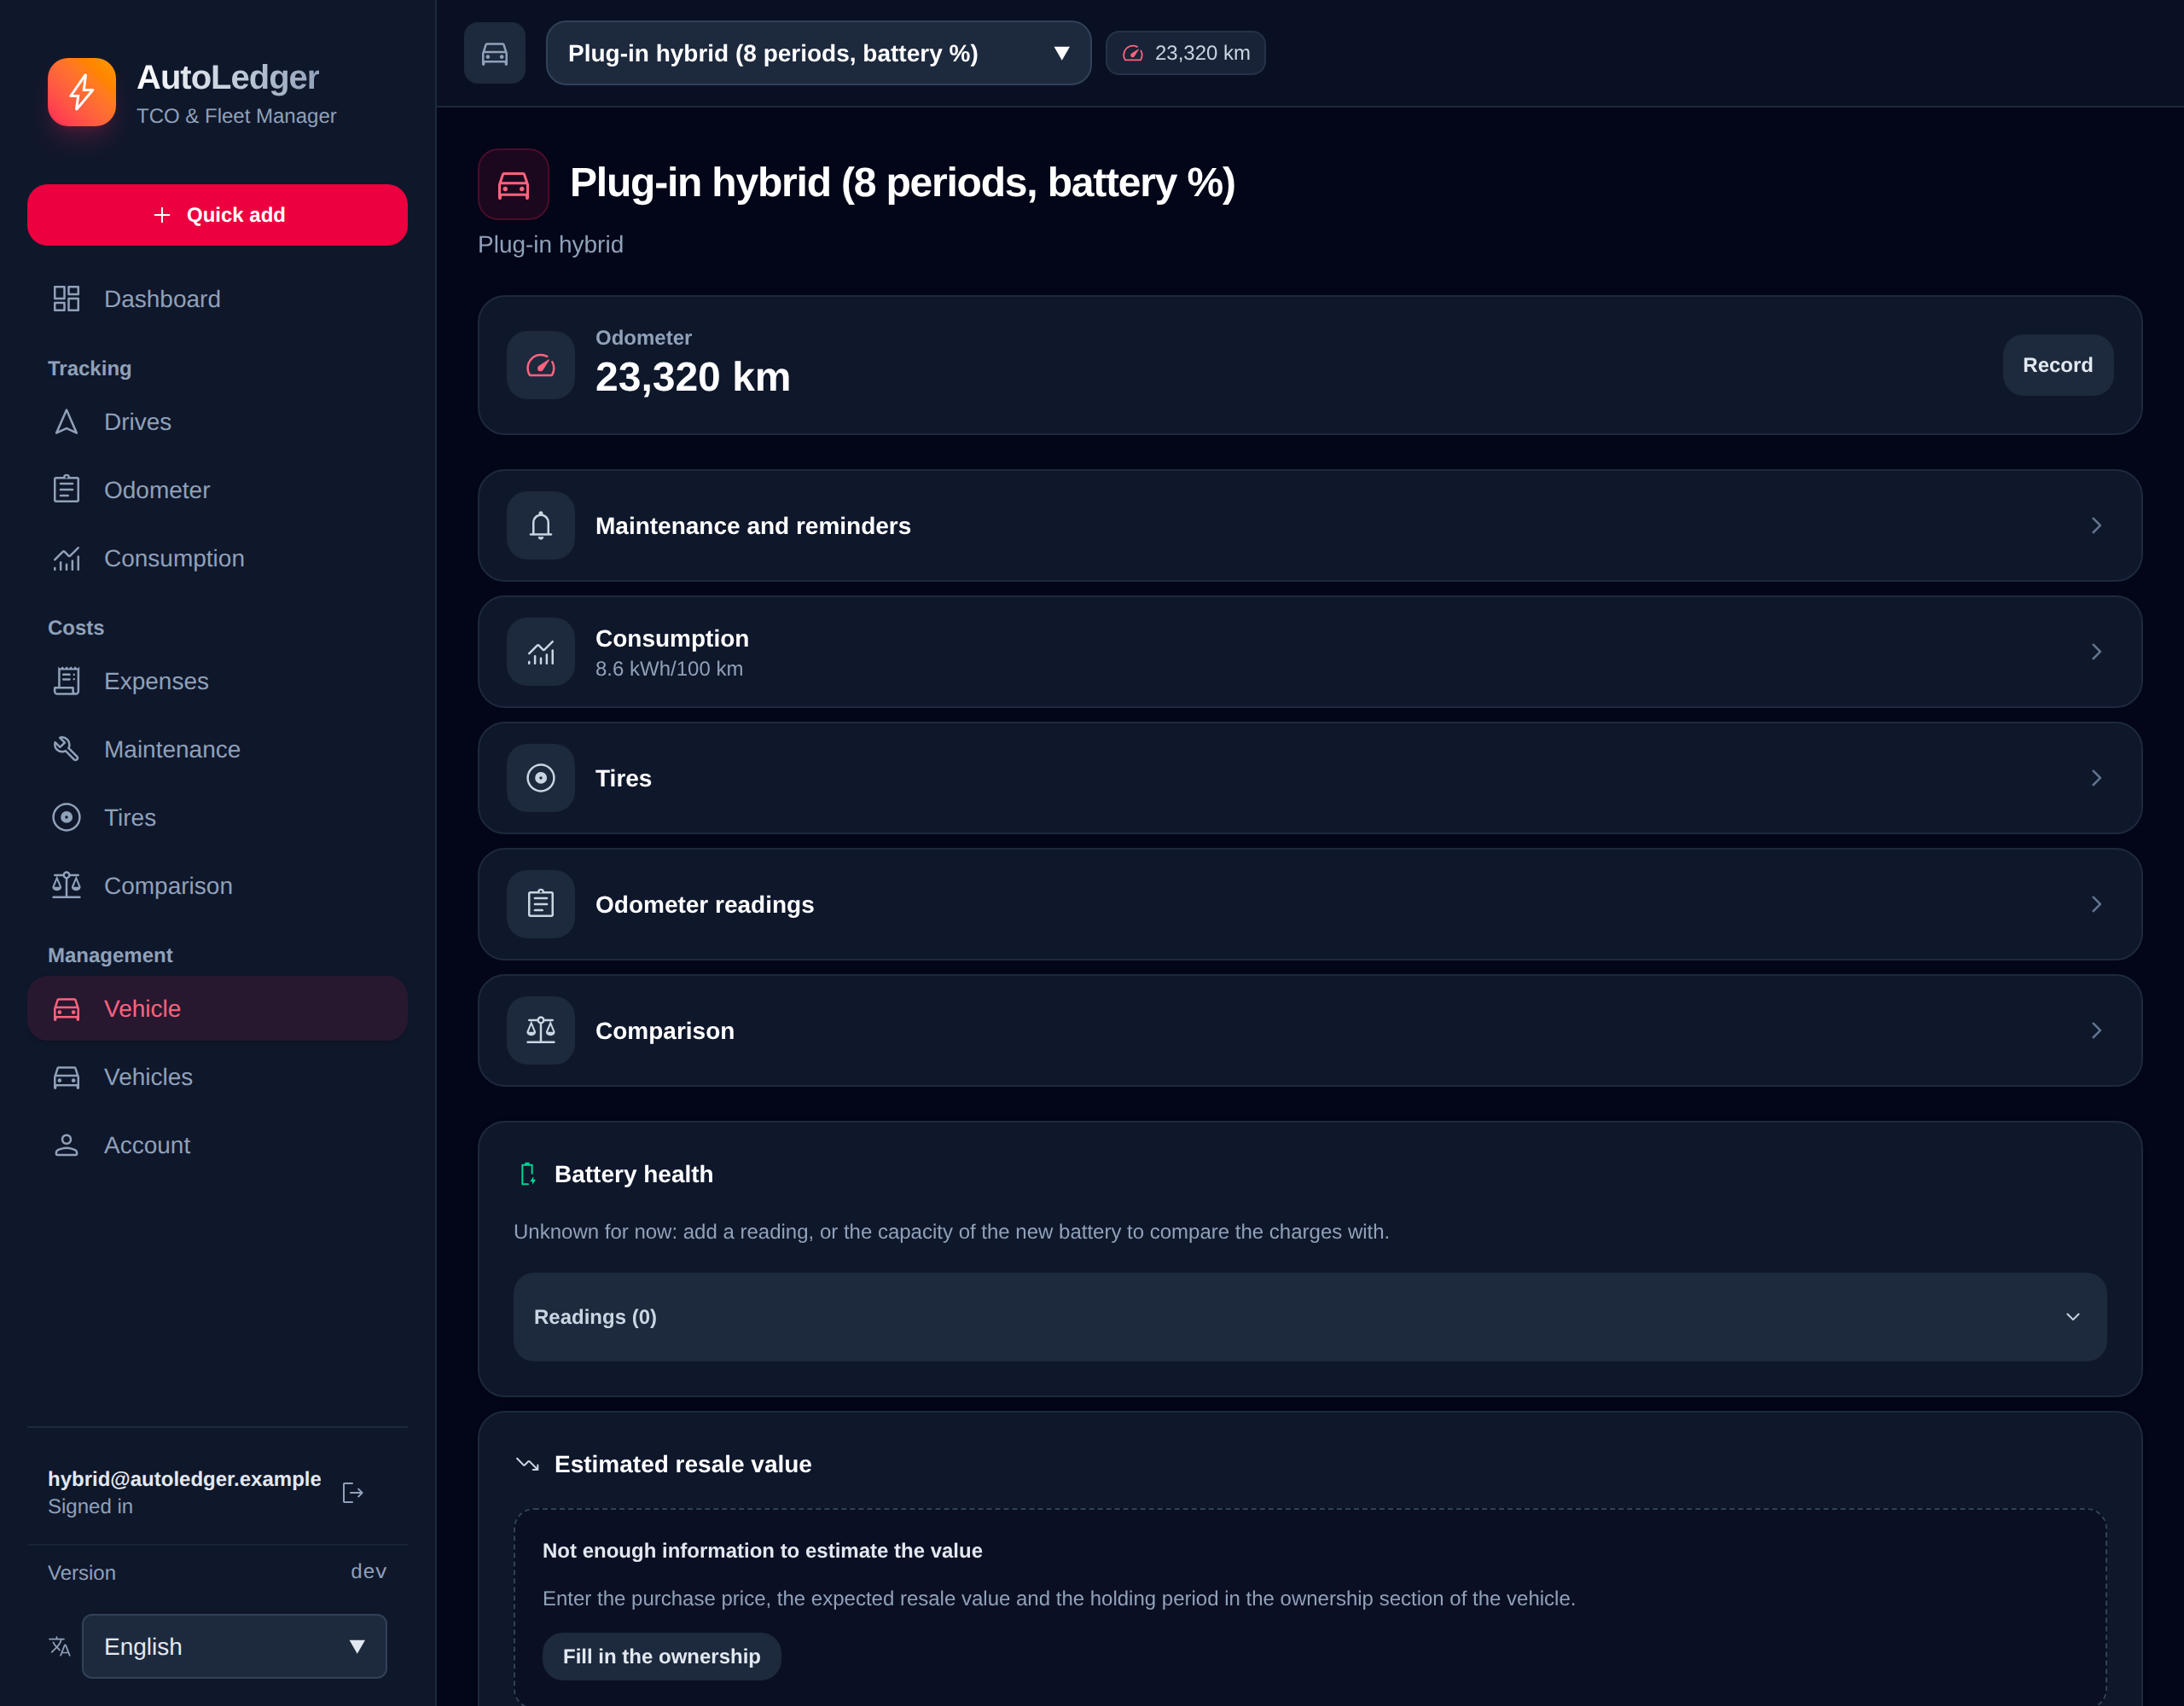 AutoLedger
TCO & Fleet Manager
Quick add
Dashboard
Tracking
Drives
Odometer
Consumption
Costs
Expenses
Maintenance
Tires
Comparison
Management
Vehicle
Vehicles
Account
hybrid@autoledger.example
Signed in
Version dev
English
Plug-in hybrid (8 periods, battery %)
23,320 km
Plug-in hybrid (8 periods, battery %)
Plug-in hybrid
Odometer
23,320 km
Record
Maintenance and reminders
Consumption
8.6 kWh/100 km
Tires
Odometer readings
Comparison
Battery health
Unknown for now: add a reading, or the capacity of the new battery to compare the charges with.
Readings (0)
Estimated resale value
Not enough information to estimate the value
Enter the purchase price, the expected resale value and the holding period in the ownership section of the vehicle.
Fill in the ownership